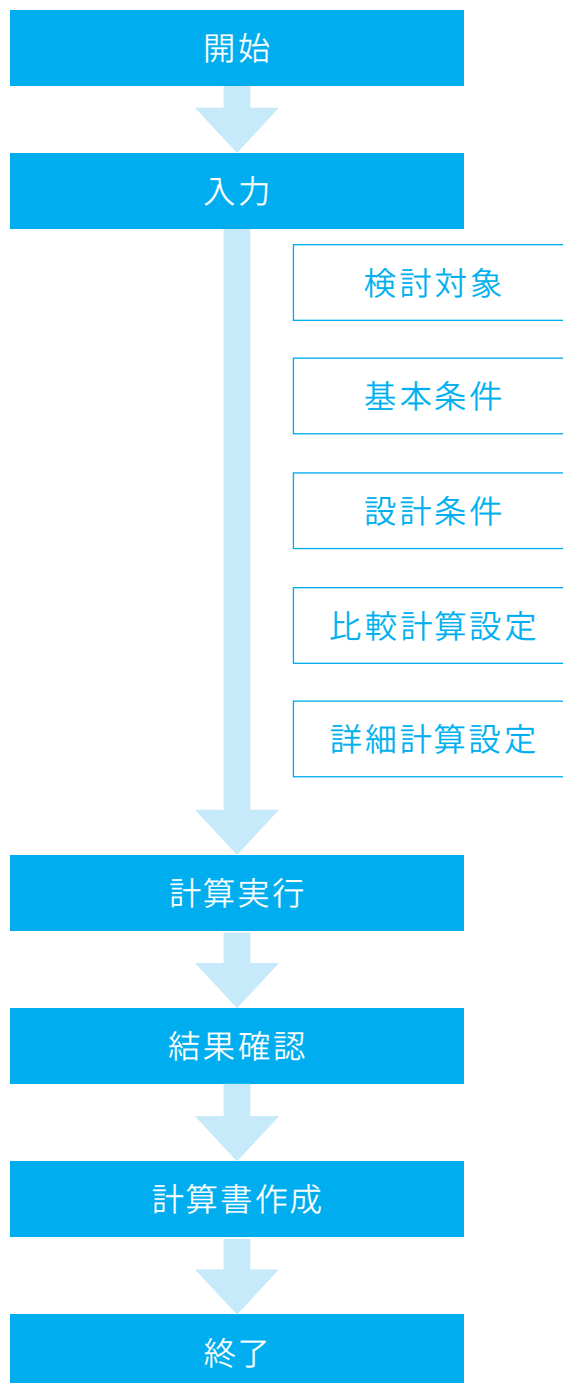 開始
入力
検討対象
基本条件
設計条件
比較計算設定
詳細計算設定
計算実行
結果確認
計算書作成
終了